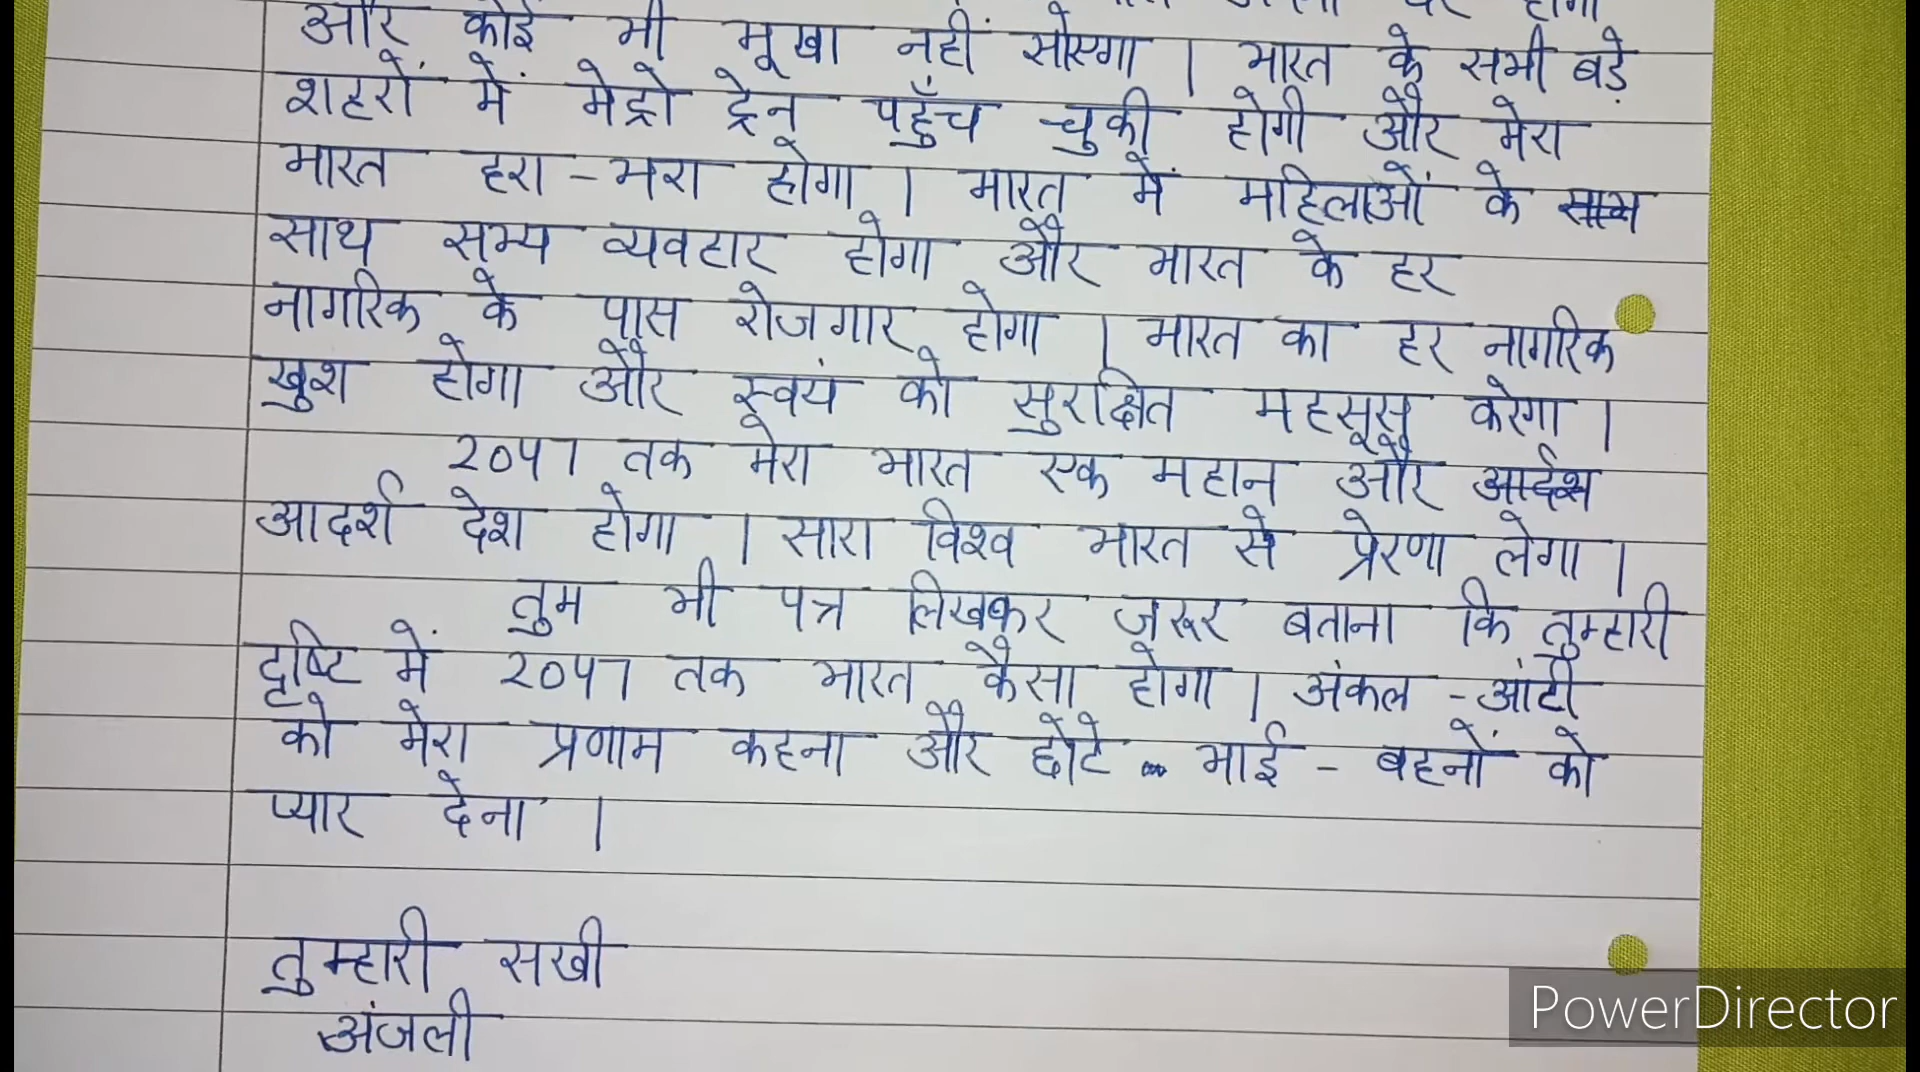 होगा
और कोई भी भूखा नहीं सोएगा । भारत के सभी बड़े
शहरों में मेट्रो ट्रेन पहुँच चुकी होगी और मेरा
भारत हरा - भरा होगा । भारत में महिलाओं के साथ
साथ सभ्य व्यवहार होगा और भारत के हर
नागरिक के पास रोजगार होगा । भारत का हर नागरिक
खुश होगा और स्वयं को सुरक्षित महसूस करेगा ।
2047 तक मेरा भारत एक महान और आर्दश
आदर्श देश होगा । सारा विश्व भारत से प्रेरणा लेगा ।
तुम भी पत्र लिखकर जरूर बताना कि तुम्हारी
दृष्टि में 2047 तक भारत कैसा होगा । अंकल - आंटी
को मेरा प्रणाम कहना और छोटे भाई - बहनों को
प्यार देना ।
तुम्हारी सखी
अंजली
PowerDirector